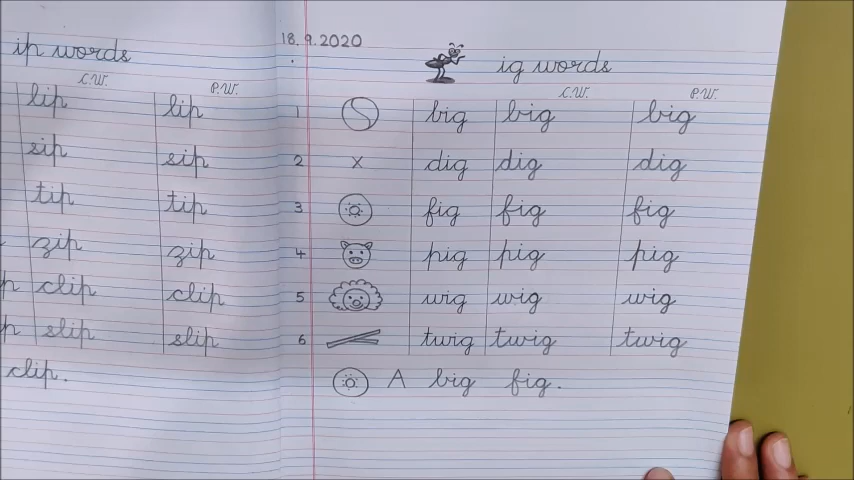 ip words
C.W. P.W.
lip lip
sip sip
tip tip
zip zip
p clip clip
p slip slip
clip.
18.9.2020
ig words
C.W. P.W.
1 big big big
2 x dig dig dig
3 fig fig fig
4 pig pig pig
5 wig wig wig
6 twig twig twig
A big fig.